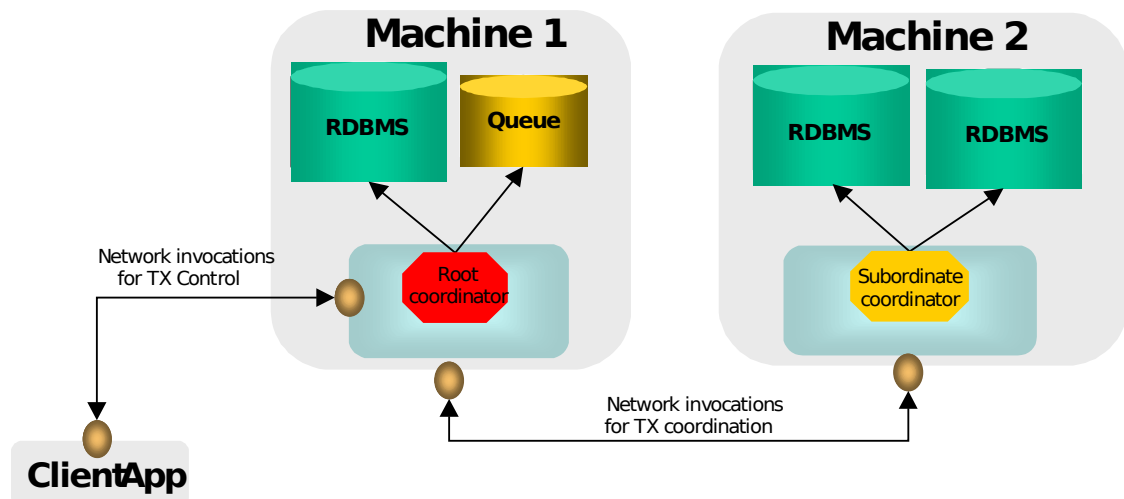 Machine 1
Machine 2
RDBMS
Queue
RDBMS
RDBMS
Network invocations
for TX Control
Root
coordinator
Subordinate
coordinator
Network invocations
for TX coordination
ClientApp